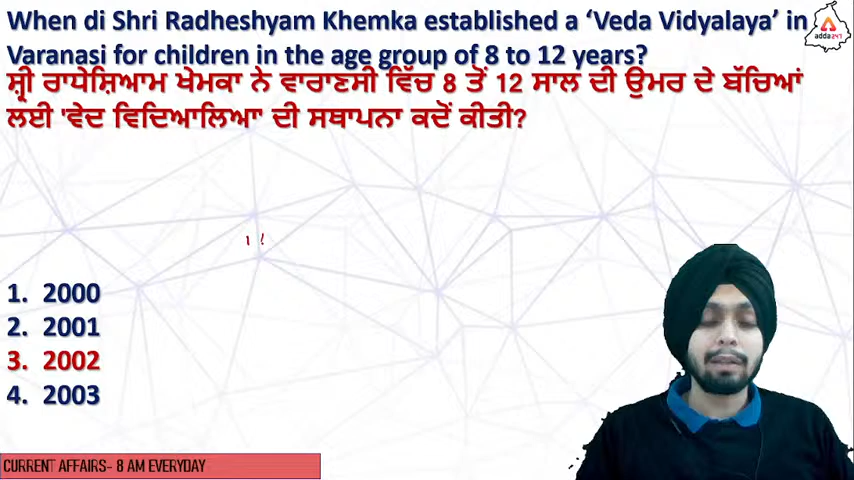 When di Shri Radheshyam Khemka established a ‘Veda Vidyalaya’ in
Varanasi for children in the age group of 8 to 12 years?
ਸ਼੍ਰੀ ਰਾਧੇਸ਼ਿਆਮ ਖੇਮਕਾ ਨੇ ਵਾਰਾਣਸੀ ਵਿੱਚ 8 ਤੋਂ 12 ਸਾਲ ਦੀ ਉਮਰ ਦੇ ਬੱਚਿਆਂ
ਲਈ 'ਵੇਦ ਵਿਦਿਆਲਿਆ' ਦੀ ਸਥਾਪਨਾ ਕਦੋਂ ਕੀਤੀ?
adda247
1. 2000
2. 2001
3. 2002
4. 2003
CURRENT AFFAIRS- 8 AM EVERYDAY